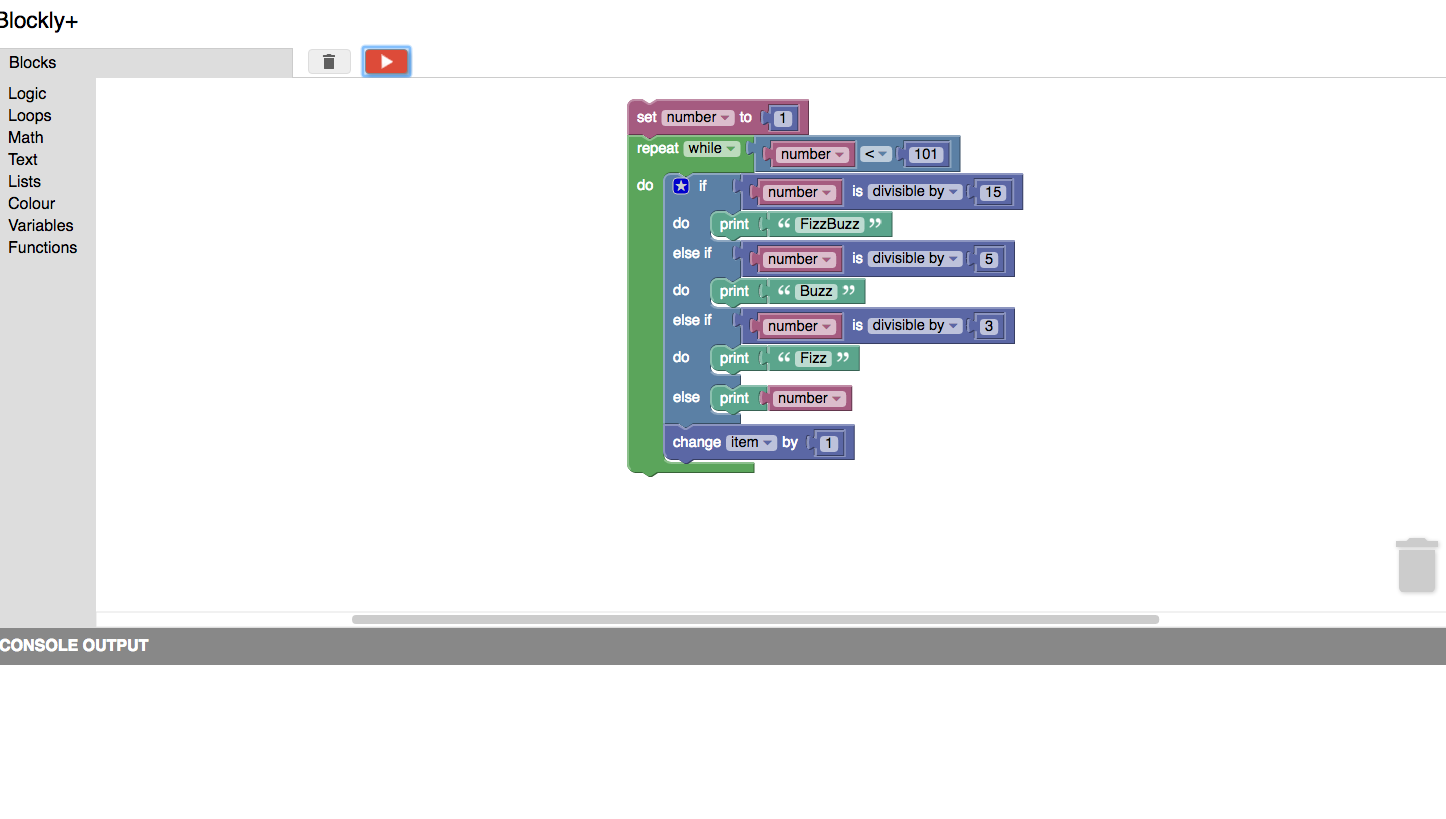 Blockly+
Blocks
Logic
Loops
Math
Text
Lists
Colour
Variables
Functions
set number to 1
repeat while number < 101
do if number is divisible by 15
do print “ FizzBuzz ”
else if number is divisible by 5
do print “ Buzz ”
else if number is divisible by 3
do print “ Fizz ”
else print number
change item by 1
CONSOLE OUTPUT